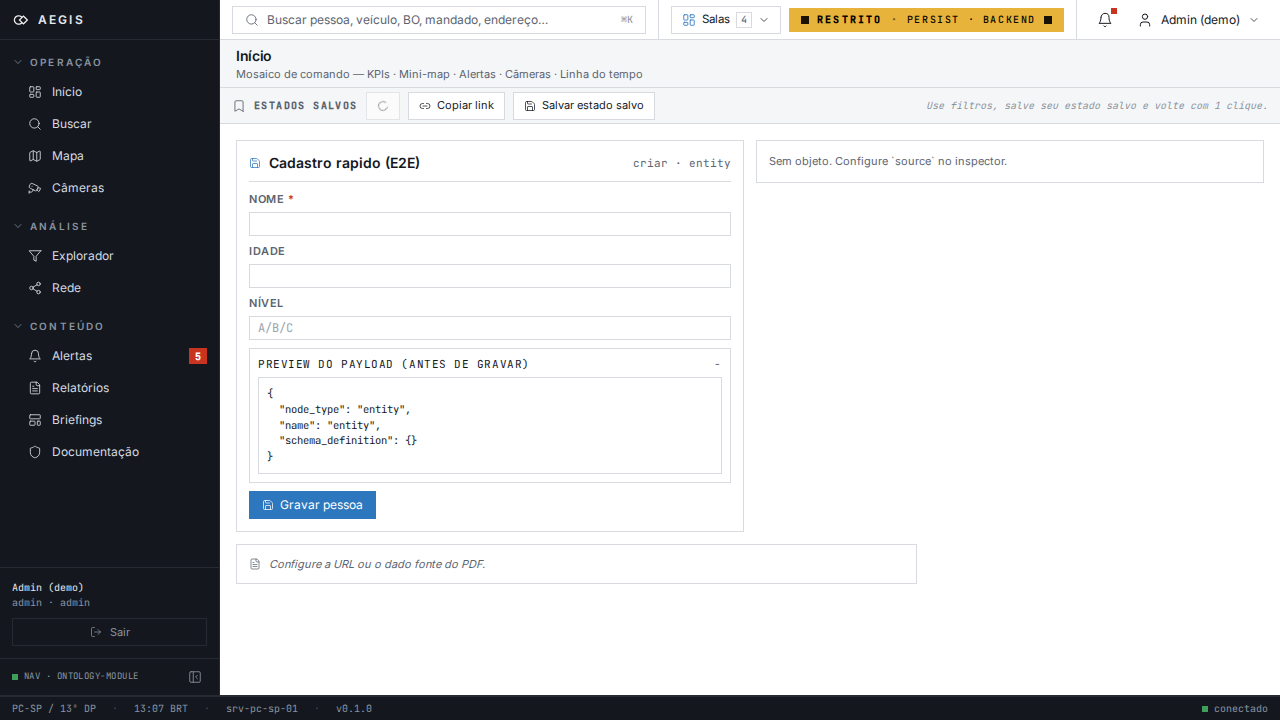 AEGIS
Buscar pessoa, veículo, BO, mandado, endereço... ⌘K
Salas 4
RESTRITO · PERSIST · BACKEND
Admin (demo)
OPERAÇÃO
Início
Buscar
Mapa
Câmeras
ANÁLISE
Explorador
Rede
CONTEÚDO
Alertas 5
Relatórios
Briefings
Documentação
Admin (demo)
admin · admin
Sair
NAV · ONTOLOGY-MODULE
Início
Mosaico de comando — KPIs · Mini-map · Alertas · Câmeras · Linha do tempo
ESTADOS SALVOS
Copiar link
Salvar estado salvo
Use filtros, salve seu estado salvo e volte com 1 clique.
Cadastro rapido (E2E) criar · entity
NOME *
IDADE
NÍVEL
A/B/C
PREVIEW DO PAYLOAD (ANTES DE GRAVAR) -
{
"node_type": "entity",
"name": "entity",
"schema_definition": {}
}
Gravar pessoa
Sem objeto. Configure `source` no inspector.
Configure a URL ou o dado fonte do PDF.
PC-SP / 13ª DP · 13:07 BRT · srv-pc-sp-01 · v0.1.0
conectado